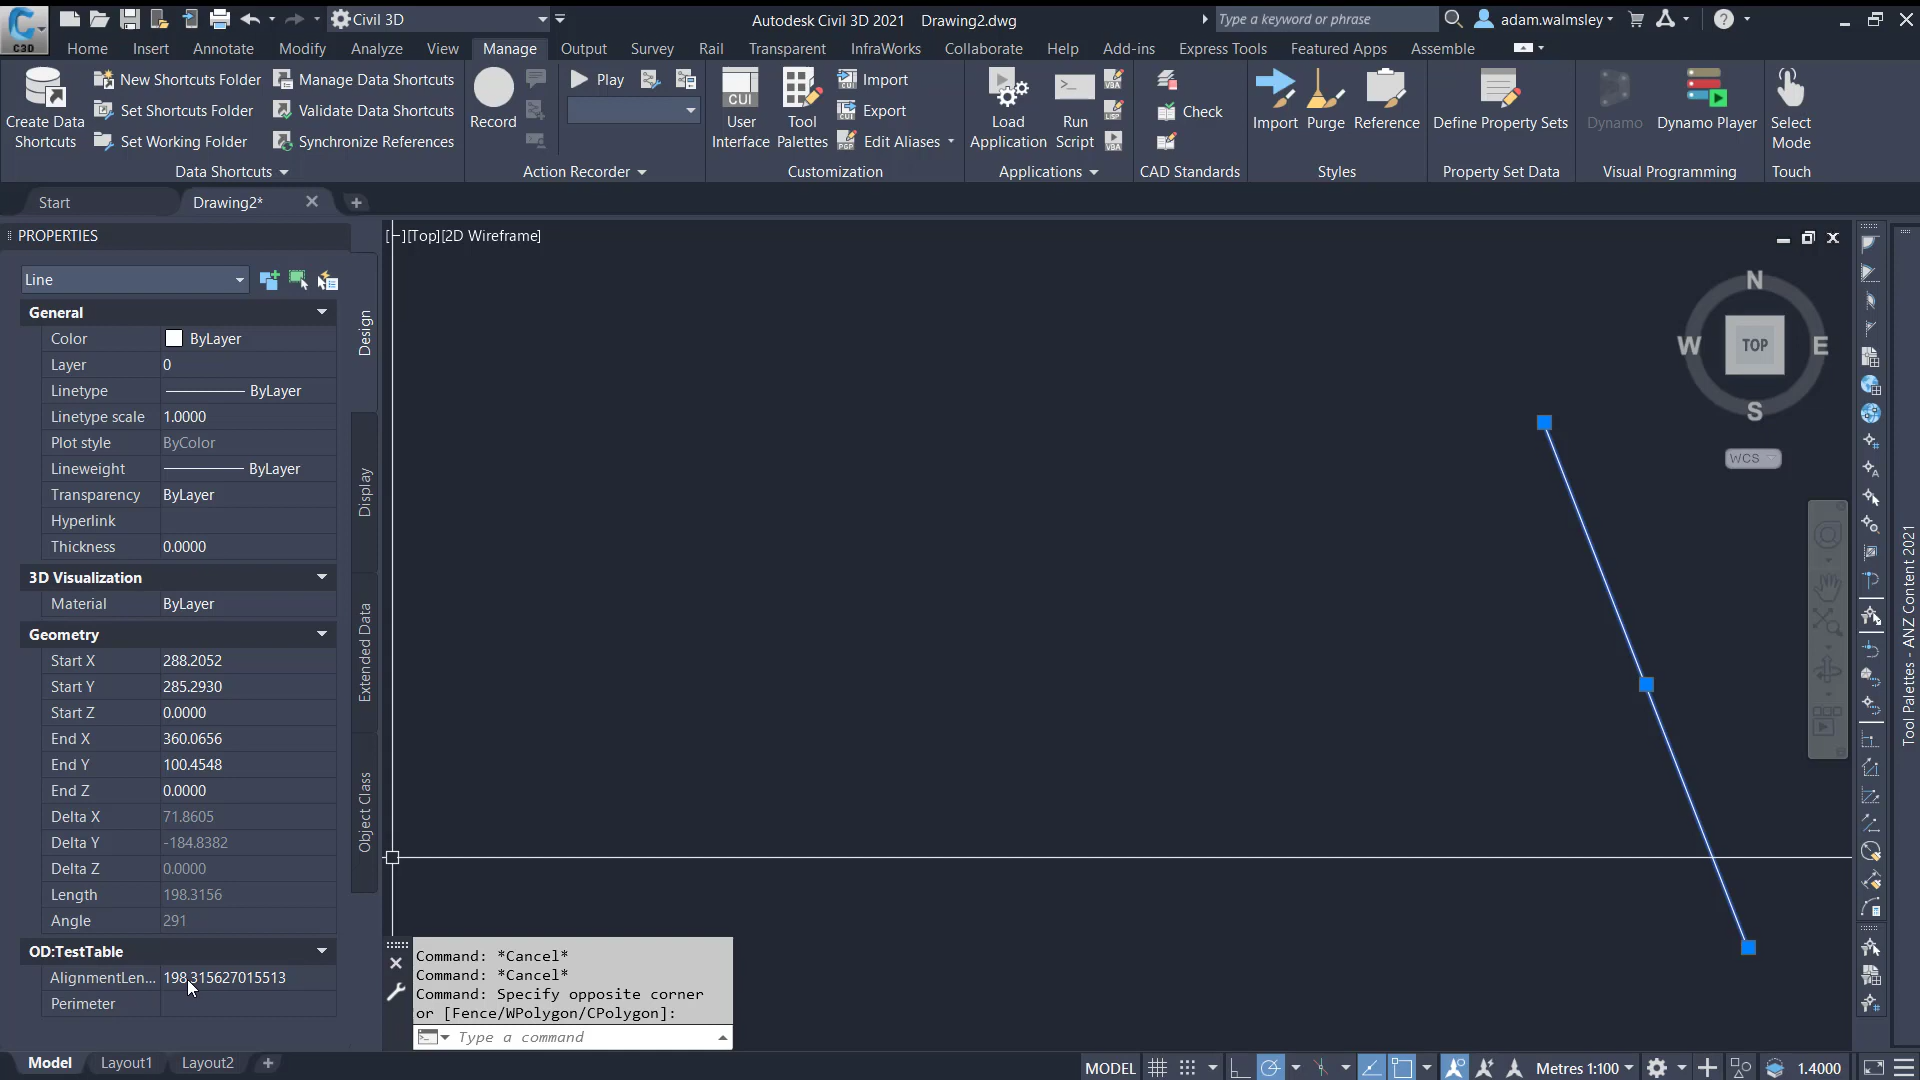 C3D
Civil 3D
Autodesk Civil 3D 2021 Drawing2.dwg
Type a keyword or phrase
adam.walmsley
Home Insert Annotate Modify Analyze View Manage Output Survey Rail Transparent InfraWorks Collaborate Help Add-ins Express Tools Featured Apps Assemble
Create Data Shortcuts
New Shortcuts Folder
Set Shortcuts Folder
Set Working Folder
Manage Data Shortcuts
Validate Data Shortcuts
Synchronize References
Data Shortcuts
Record
Play
Action Recorder
CUI
User Interface
Tool Palettes
Import
Export
Edit Aliases
Customization
Load Application
Run Script
Applications
Check
CAD Standards
Import
Purge
Reference
Styles
Define Property Sets
Property Set Data
Dynamo
Dynamo Player
Visual Programming
Select Mode
Touch
Start
Drawing2*
PROPERTIES
Line
General
Color ByLayer
Layer 0
Linetype ByLayer
Linetype scale 1.0000
Plot style ByColor
Lineweight ByLayer
Transparency ByLayer
Hyperlink
Thickness 0.0000
3D Visualization
Material ByLayer
Geometry
Start X 288.2052
Start Y 285.2930
Start Z 0.0000
End X 360.0656
End Y 100.4548
End Z 0.0000
Delta X 71.8605
Delta Y -184.8382
Delta Z 0.0000
Length 198.3156
Angle 291
OD:TestTable
AlignmentLen... 198.315627015513
Perimeter
Design
Display
Extended Data
Object Class
[−][Top][2D Wireframe]
N
W TOP E
S
WCS
Tool Palettes - ANZ Content 2021
Command: *Cancel*
Command: *Cancel*
Command: Specify opposite corner
or [Fence/WPolygon/CPolygon]:
Type a command
Model Layout1 Layout2
MODEL
Metres 1:100
1.4000